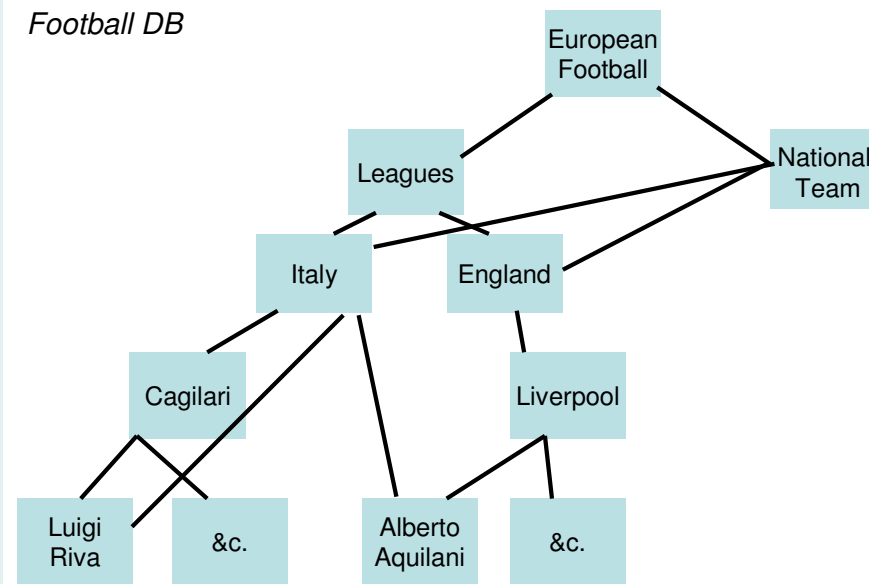 Football DB
European
Football
Leagues
National
Team
Italy
England
Cagilari
Liverpool
Luigi
Riva
&c.
Alberto
Aquilani
&c.